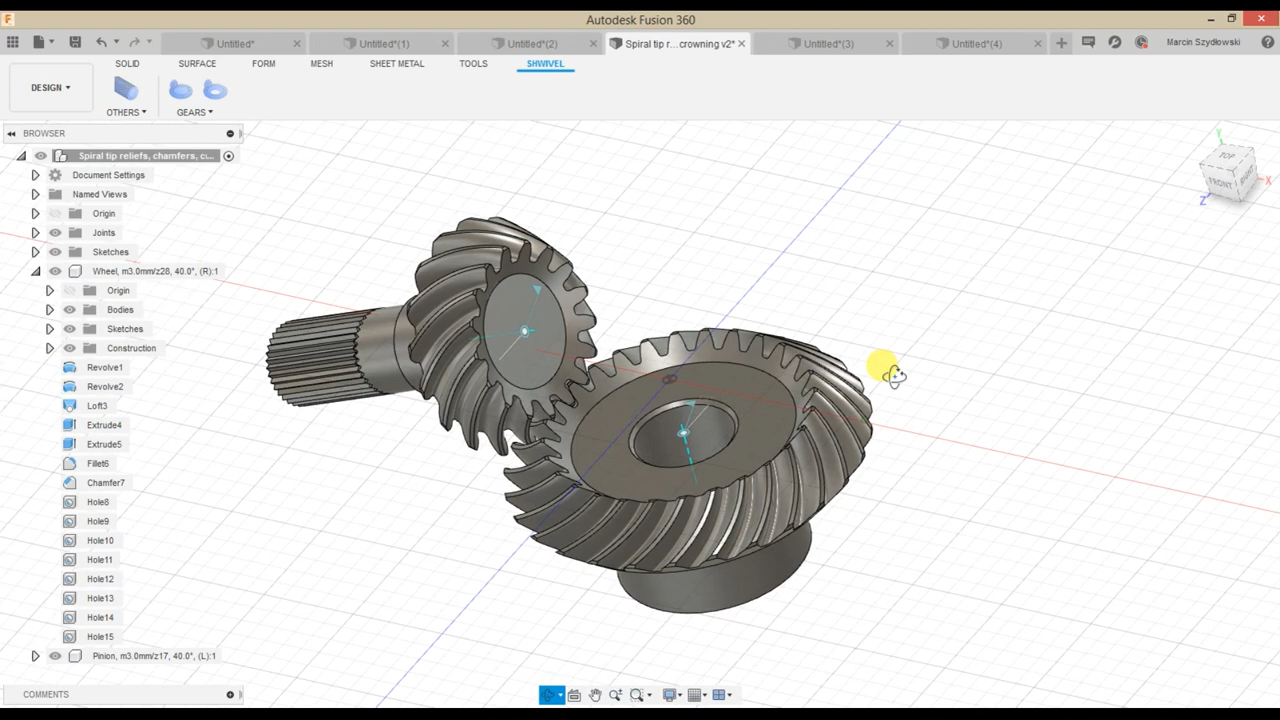 Autodesk Fusion 360
Untitled*
Untitled*(1)
Untitled*(2)
Spiral tip r...crowning v2*
Untitled*(3)
Untitled*(4)
Marcin Szydłowski
SOLID
SURFACE
FORM
MESH
SHEET METAL
TOOLS
SHWIVEL
DESIGN
OTHERS
GEARS
BROWSER
Spiral tip reliefs, chamfers, c...
Document Settings
Named Views
Origin
Joints
Sketches
Wheel, m3.0mm/z28, 40.0°, (R):1
Origin
Bodies
Sketches
Construction
Revolve1
Revolve2
Loft3
Extrude4
Extrude5
Fillet6
Chamfer7
Hole8
Hole9
Hole10
Hole11
Hole12
Hole13
Hole14
Hole15
Pinion, m3.0mm/z17, 40.0°, (L):1
COMMENTS
Y
TOP
FRONT
RIGHT
X
Z